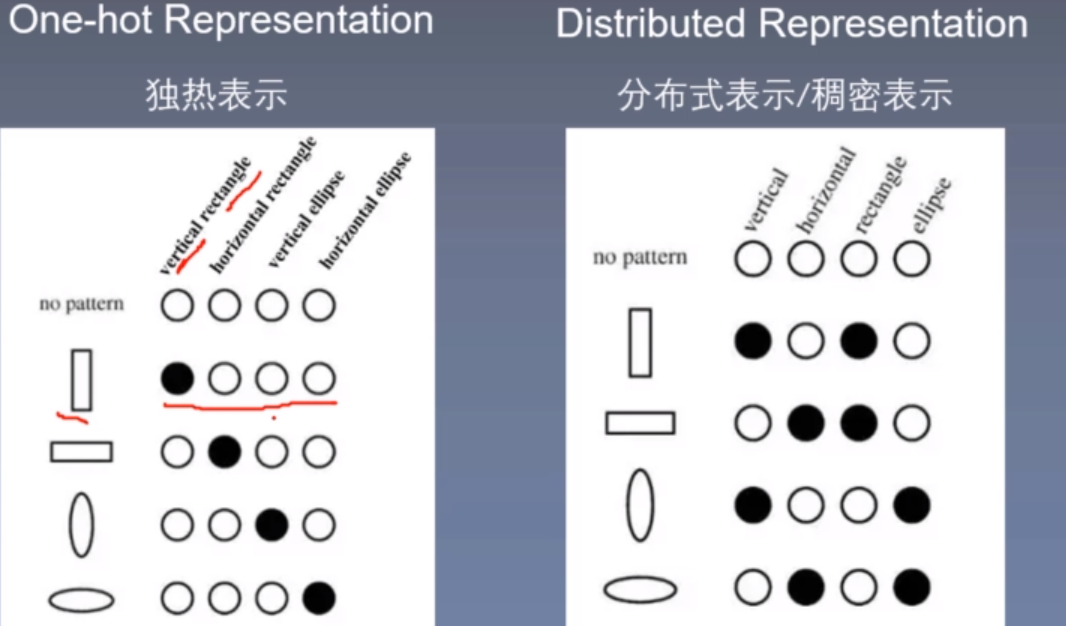 One-hot Representation
独热表示
vertical rectangle
horizontal rectangle
vertical ellipse
horizontal ellipse
no pattern
Distributed Representation
分布式表示/稠密表示
vertical
horizontal
rectangle
ellipse
no pattern